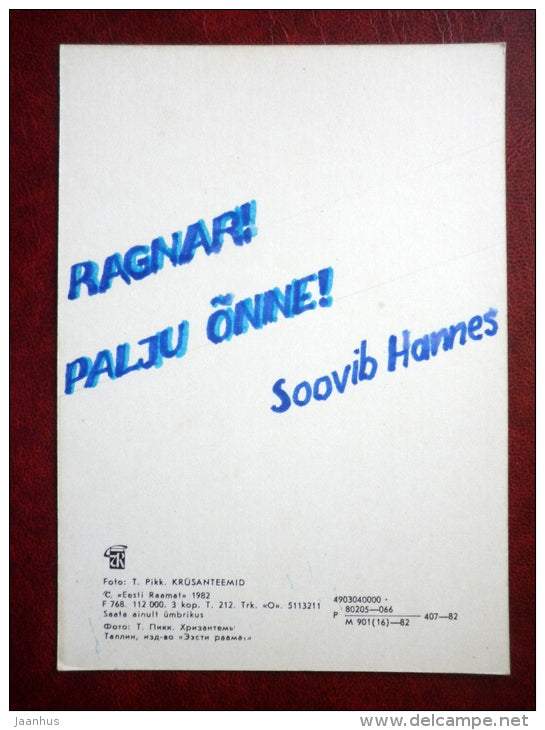 RAGNAR!
PALJU ÕNNE!
Soovib Hannes
Foto: T. Pikk. KRÜSANTEEMID
©. «Eesti Raamat» 1982
F 768. 112 000. 3 kop. T. 212. Trk. «O». 5113211
Saata ainult ümbrikus
Фото: Т. Пикк. Хризантемы
Таллин, изд-во «Ээсти раамат»
4903040000 -
P 80205—066 407—82
M 901(16)—82
jauhus
www.delcampe.net